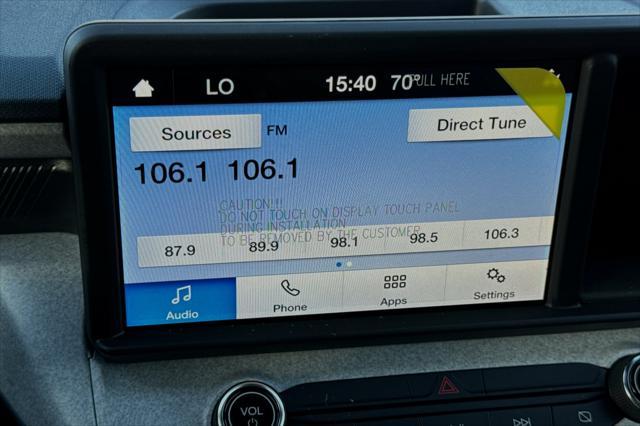 LO 15:40 70° PULL HERE
Sources FM Direct Tune
106.1 106.1
CAUTION!!!
DO NOT TOUCH ON DISPLAY TOUCH PANEL
DURING INSTALLATION
TO BE REMOVED BY THE CUSTOMER
87.9 89.9 98.1 98.5 106.3
Audio Phone Apps Settings
VOL